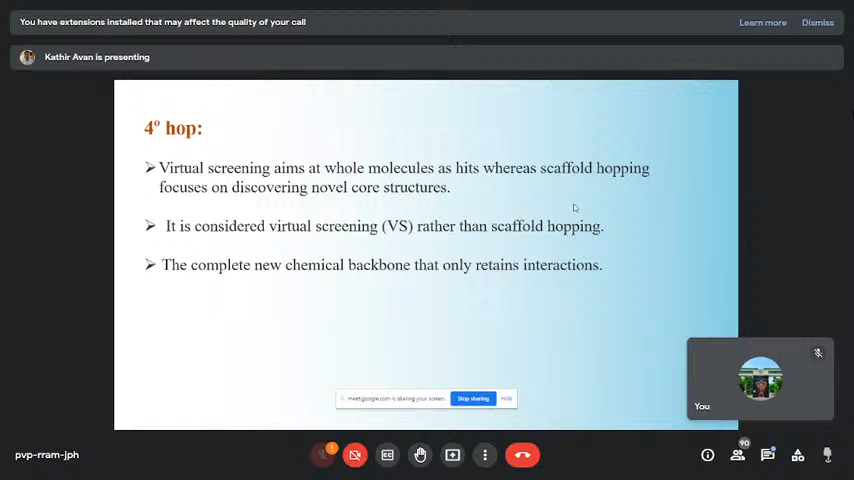 You have extensions installed that may affect the quality of your call
Learn more
Dismiss
Kathir Avan is presenting
4º hop:
➢Virtual screening aims at whole molecules as hits whereas scaffold hopping
focuses on discovering novel core structures.
➢ It is considered virtual screening (VS) rather than scaffold hopping.
➢ The complete new chemical backbone that only retains interactions.
meet.google.com is sharing your screen.
Stop sharing
Hide
You
pvp-rram-jph
90